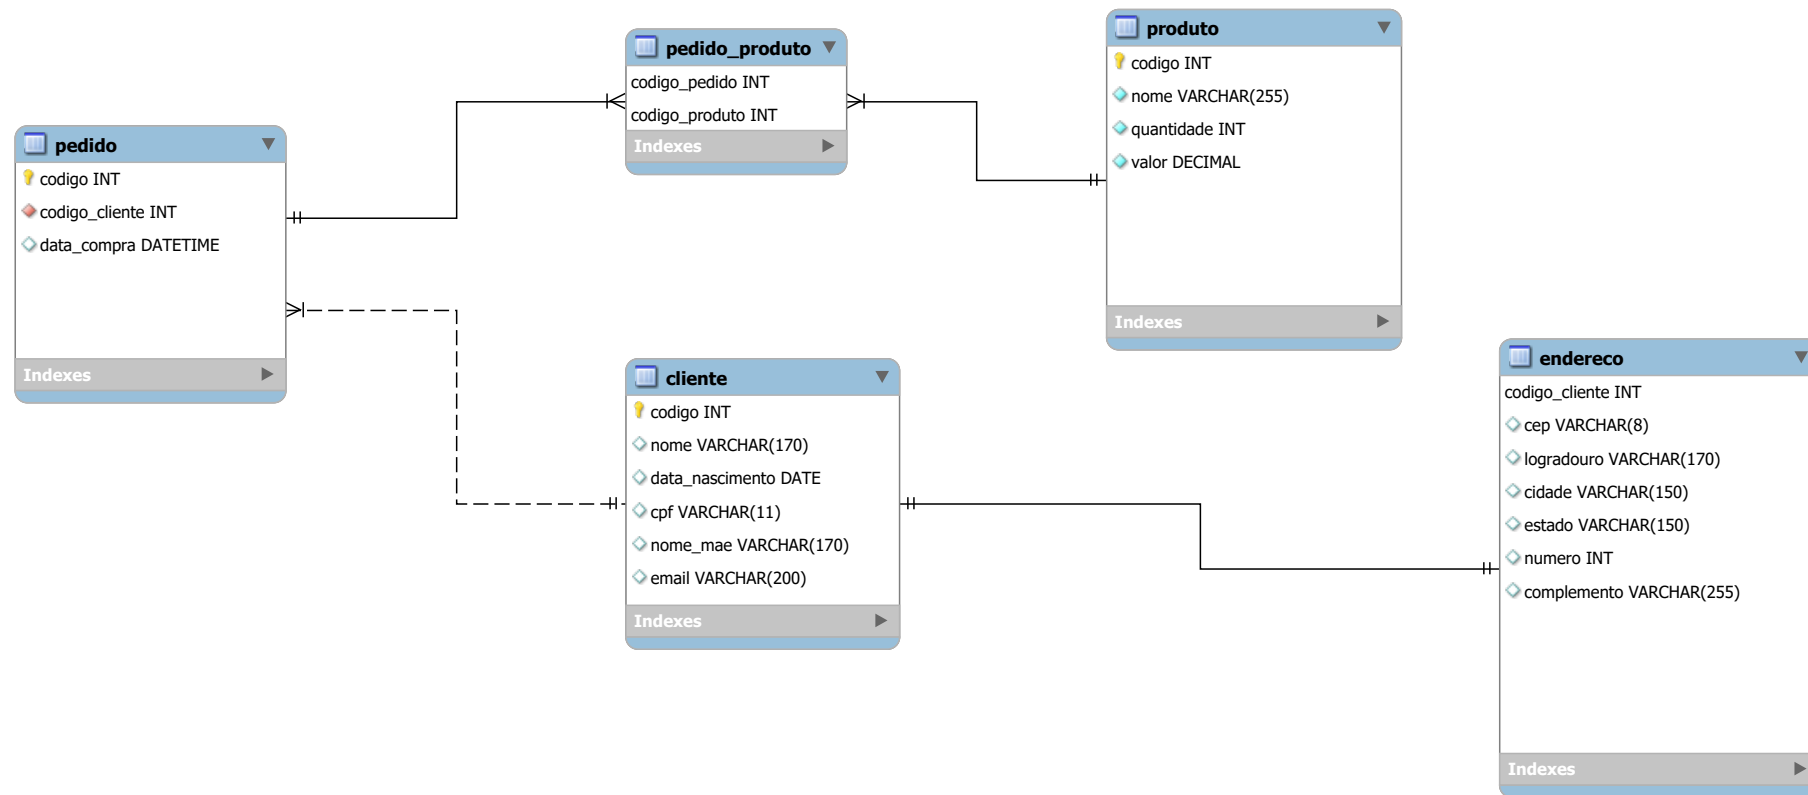 pedido
codigo INT
codigo_cliente INT
data_compra DATETIME
Indexes
pedido_produto
codigo_pedido INT
codigo_produto INT
Indexes
produto
codigo INT
nome VARCHAR(255)
quantidade INT
valor DECIMAL
Indexes
cliente
codigo INT
nome VARCHAR(170)
data_nascimento DATE
cpf VARCHAR(11)
nome_mae VARCHAR(170)
email VARCHAR(200)
Indexes
endereco
codigo_cliente INT
cep VARCHAR(8)
logradouro VARCHAR(170)
cidade VARCHAR(150)
estado VARCHAR(150)
numero INT
complemento VARCHAR(255)
Indexes